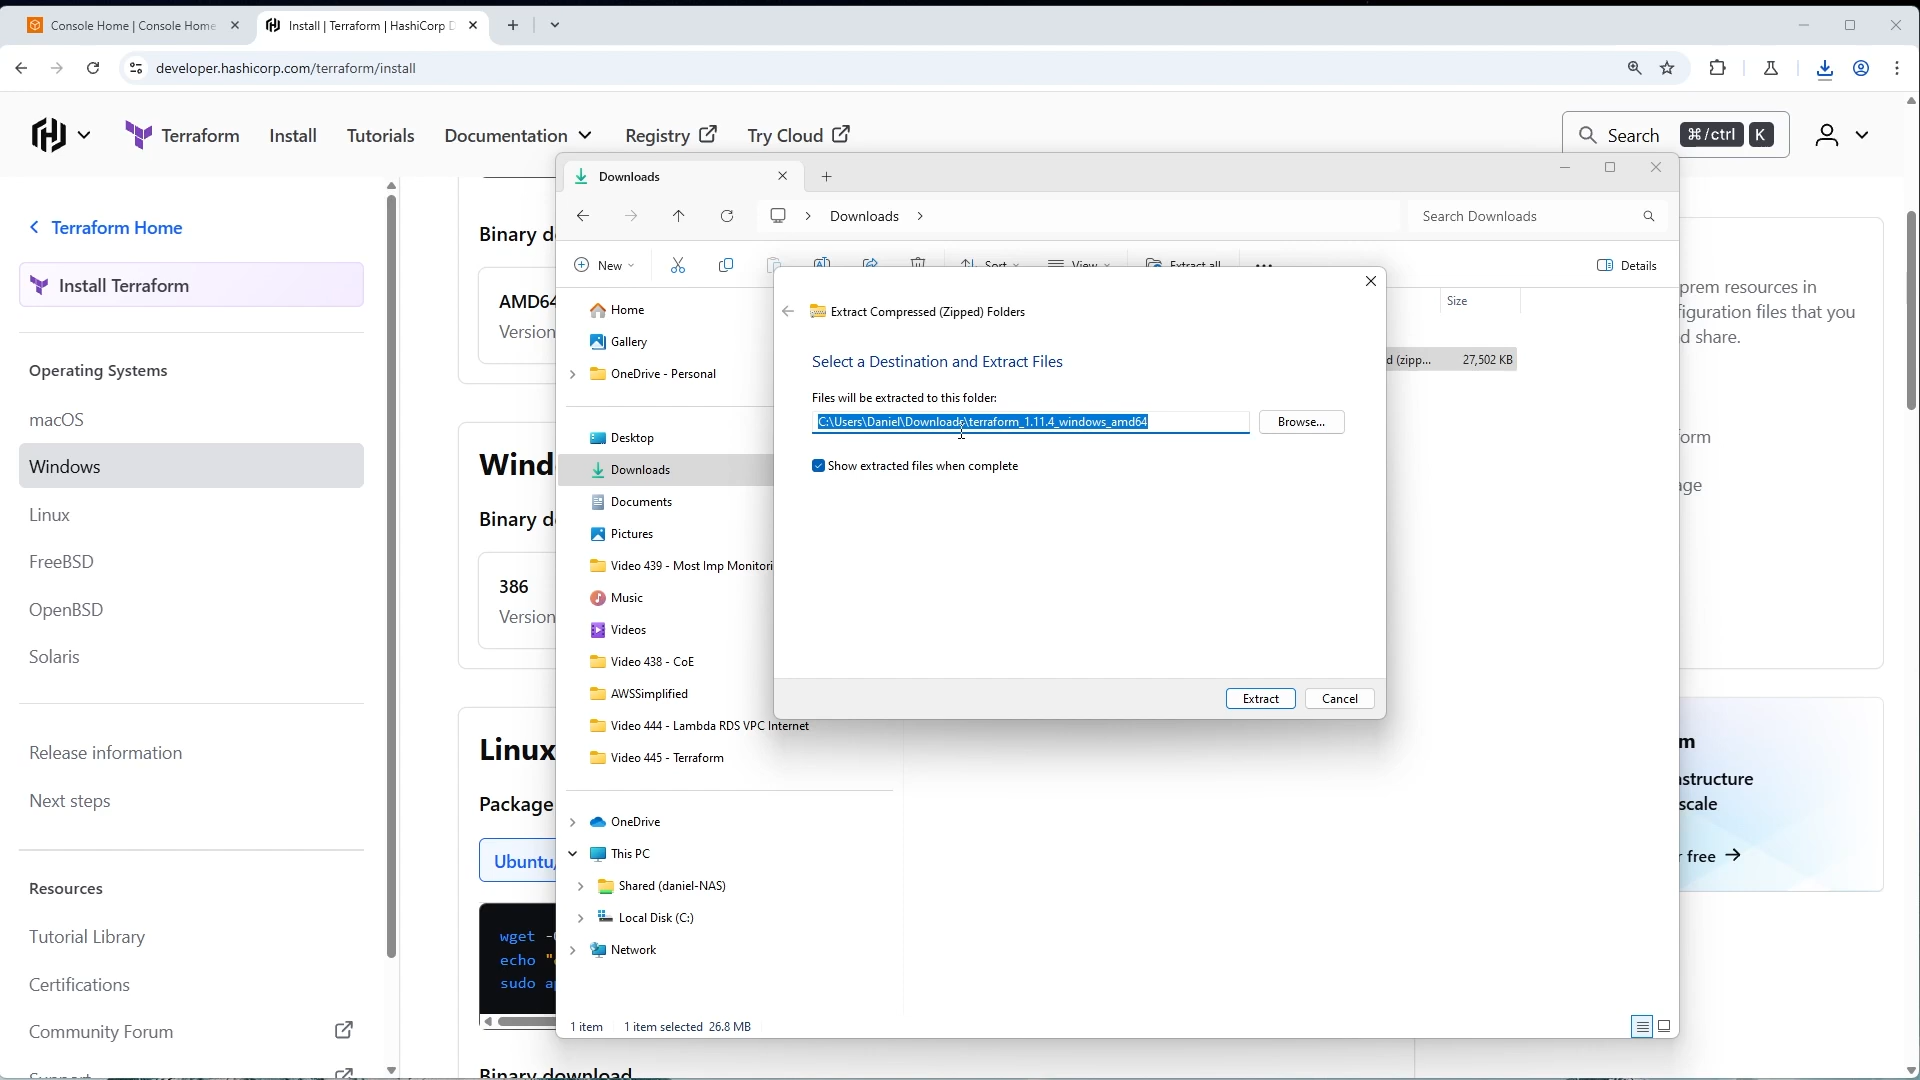 Console Home | Console Home
Install | Terraform | HashiCorp D
developer.hashicorp.com/terraform/install
Terraform
Install
Tutorials
Documentation
Registry
Try Cloud
Search
⌘/ctrl
K
Terraform Home
Install Terraform
Operating Systems
macOS
Windows
Linux
FreeBSD
OpenBSD
Solaris
Release information
Next steps
Resources
Tutorial Library
Certifications
Community Forum
Binary d
AMD64
Version
Wind
Binary d
386
Version
Linux
Package
Ubuntu/
wget -O
echo "
sudo ap
Binary download
prem resources in
figuration files that you
d share.
orm
age
m
astructure
scale
r free
Downloads
Downloads
Search Downloads
New
Sort
View
Extract all
Details
Home
Gallery
OneDrive - Personal
Desktop
Downloads
Documents
Pictures
Video 439 - Most Imp Monitori
Music
Videos
Video 438 - CoE
AWSSimplified
Video 444 - Lambda RDS VPC Internet
Video 445 - Terraform
OneDrive
This PC
Shared (daniel-NAS)
Local Disk (C:)
Network
Size
d (zipp...
27,502 KB
1 item
1 item selected 26.8 MB
Extract Compressed (Zipped) Folders
Select a Destination and Extract Files
Files will be extracted to this folder:
C:\Users\Daniel\Downloads\terraform_1.11.4_windows_amd64
Browse...
Show extracted files when complete
Extract
Cancel